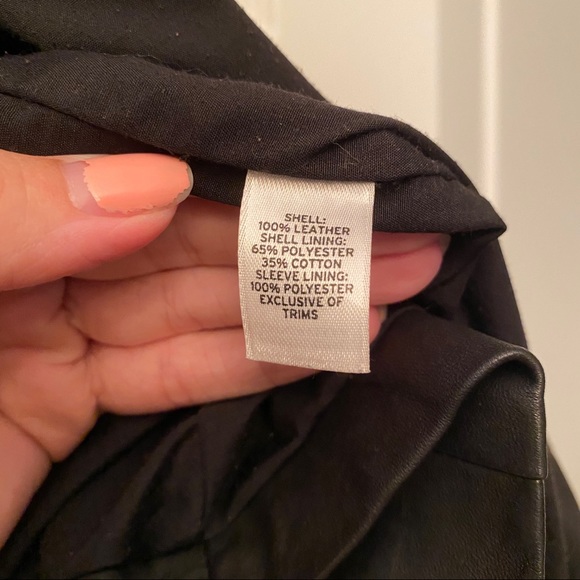 SHELL:
100% LEATHER
SHELL LINING:
65% POLYESTER
35% COTTON
SLEEVE LINING:
100% POLYESTER
EXCLUSIVE OF
TRIMS